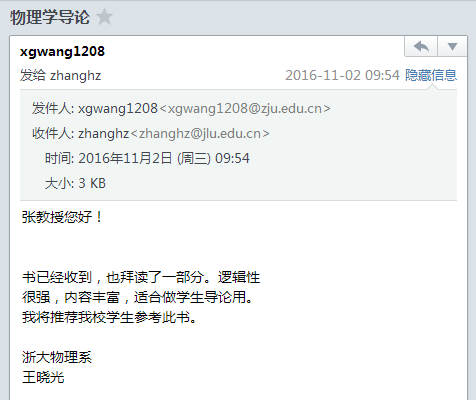 物理学导论
xgwang1208
发给 zhanghz 2016-11-02 09:54 隐藏信息
发件人: xgwang1208<xgwang1208@zju.edu.cn>
收件人: zhanghz<zhanghz@jlu.edu.cn>
时间: 2016年11月2日 (周三) 09:54
大小: 3 KB
张教授您好！
书已经收到，也拜读了一部分。逻辑性
很强，内容丰富，适合做学生导论用。
我将推荐我校学生参考此书。
浙大物理系
王晓光